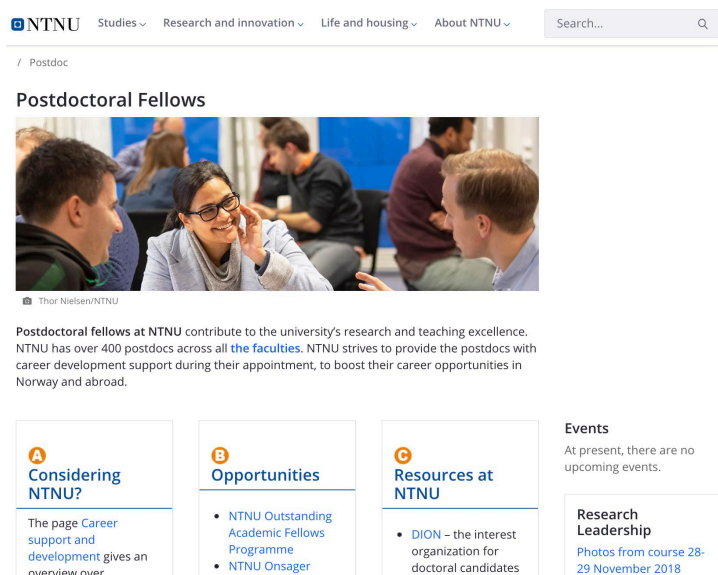 NTNU Studies Research and innovation Life and housing About NTNU Search...
/ Postdoc
Postdoctoral Fellows
Thor Nielsen/NTNU
Postdoctoral fellows at NTNU contribute to the university's research and teaching excellence.
NTNU has over 400 postdocs across all the faculties. NTNU strives to provide the postdocs with
career development support during their appointment, to boost their career opportunities in
Norway and abroad.
A
Considering
NTNU?
The page Career
support and
development gives an
overview over
B
Opportunities
NTNU Outstanding
Academic Fellows
Programme
NTNU Onsager
C
Resources at
NTNU
DION – the interest
organization for
doctoral candidates
Events
At present, there are no
upcoming events.
Research
Leadership
Photos from course 28-
29 November 2018